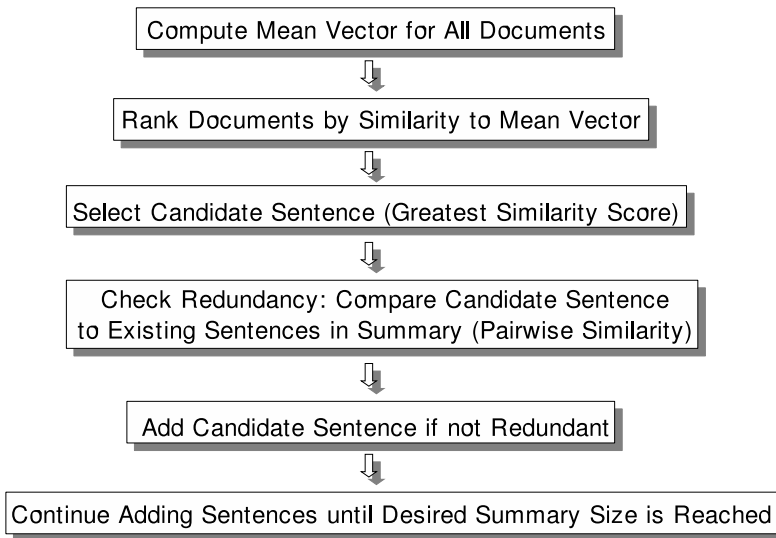 Compute Mean Vector for All Documents
Rank Documents by Similarity to Mean Vector
Select Candidate Sentence (Greatest Similarity Score)
Check Redundancy: Compare Candidate Sentence
to Existing Sentences in Summary (Pairwise Similarity)
Add Candidate Sentence if not Redundant
Continue Adding Sentences until Desired Summary Size is Reached